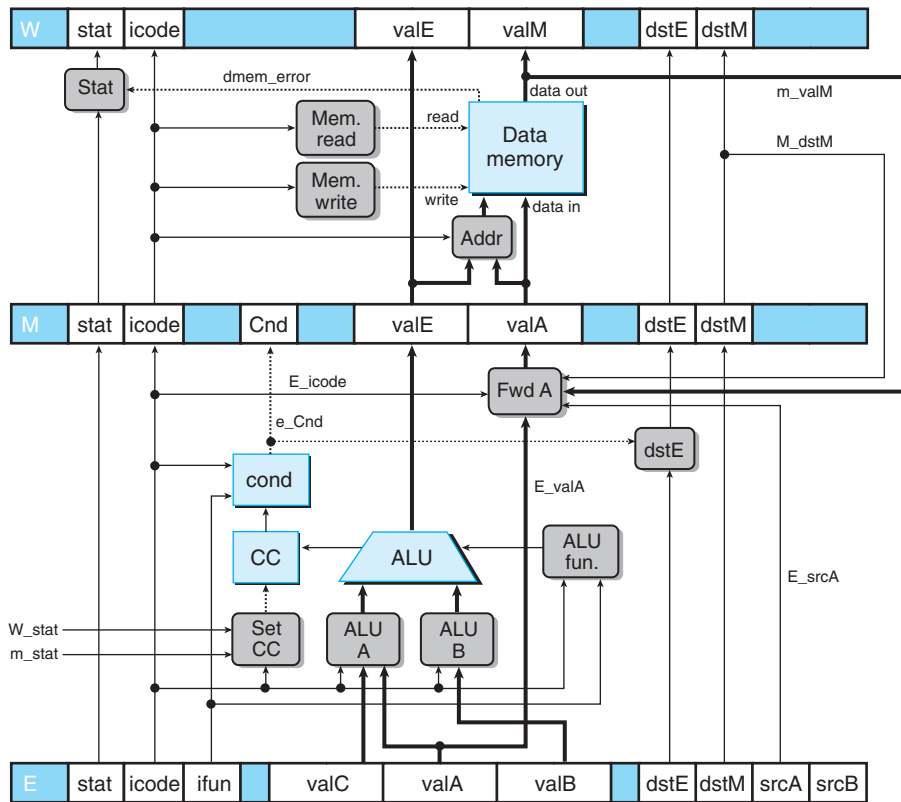 W stat icode valE valM dstE dstM
Stat
dmem_error
data out
m_valM
Mem.
read
read
Data
memory
M_dstM
Mem.
write
write
data in
Addr
M stat icode Cnd valE valA dstE dstM
E_icode
Fwd A
e_Cnd
dstE
cond
E_valA
CC
ALU
ALU
fun.
E_srcA
W_stat
m_stat
Set
CC
ALU
A
ALU
B
E stat icode ifun valC valA valB dstE dstM srcA srcB